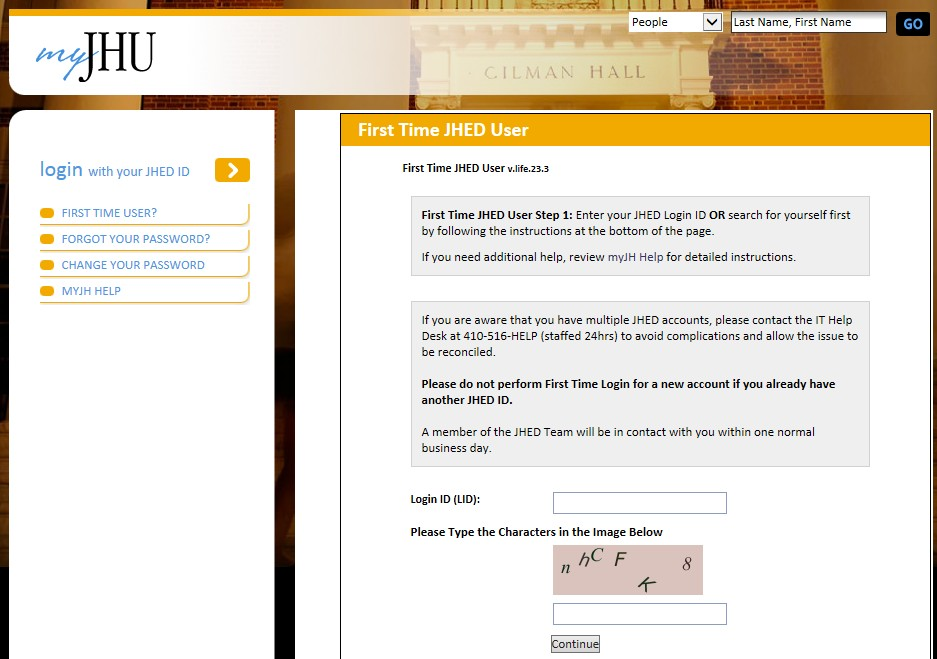 People
Last Name, First Name
GO
myJHU
GILMAN HALL
First Time JHED User
login with your JHED ID
FIRST TIME USER?
FORGOT YOUR PASSWORD?
CHANGE YOUR PASSWORD
MYJH HELP
First Time JHED User v.life.23.3
First Time JHED User Step 1: Enter your JHED Login ID OR search for yourself first
by following the instructions at the bottom of the page.
If you need additional help, review myJH Help for detailed instructions.
If you are aware that you have multiple JHED accounts, please contact the IT Help
Desk at 410-516-HELP (staffed 24hrs) to avoid complications and allow the issue to
be reconciled.
Please do not perform First Time Login for a new account if you already have
another JHED ID.
A member of the JHED Team will be in contact with you within one normal
business day.
Login ID (LID):
Please Type the Characters in the Image Below
n h C F K 8
Continue